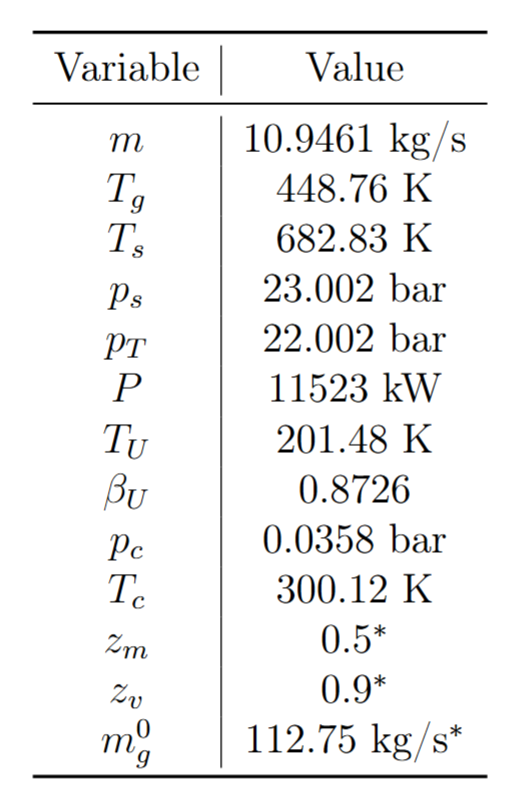 Variable Value
m 10.9461 kg/s
T_g 448.76 K
T_s 682.83 K
p_s 23.002 bar
p_T 22.002 bar
P 11523 kW
T_U 201.48 K
β_U 0.8726
p_c 0.0358 bar
T_c 300.12 K
z_m 0.5*
z_v 0.9*
m_g^0 112.75 kg/s*